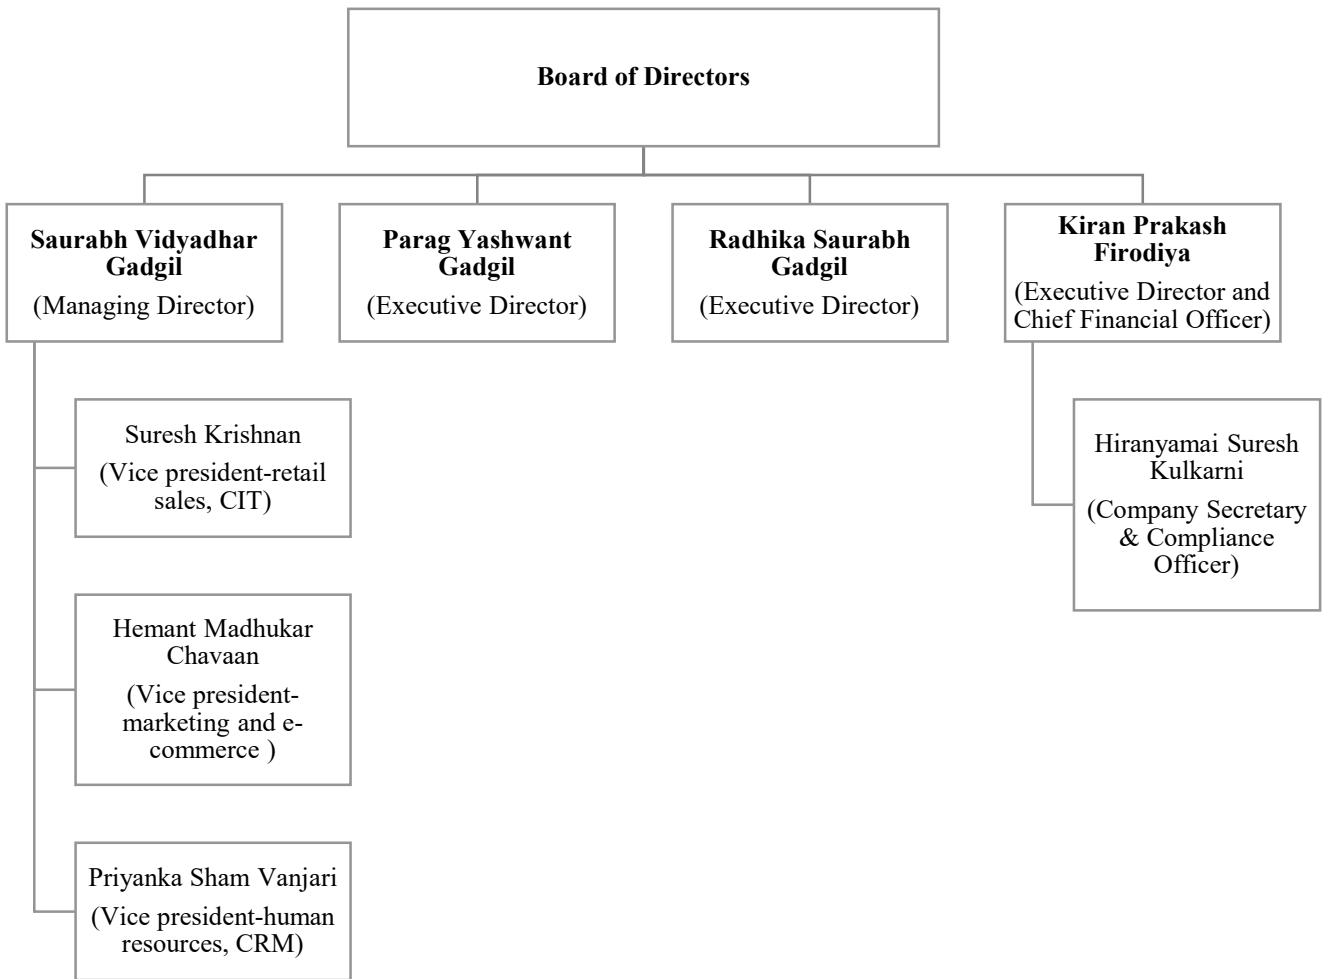 Board of Directors
Saurabh Vidyadhar
Gadgil
(Managing Director)
Parag Yashwant
Gadgil
(Executive Director)
Radhika Saurabh
Gadgil
(Executive Director)
Kiran Prakash
Firodiya
(Executive Director and
Chief Financial Officer)
Suresh Krishnan
(Vice president-retail
sales, CIT)
Hemant Madhukar
Chavaan
(Vice president-
marketing and e-
commerce )
Priyanka Sham Vanjari
(Vice president-human
resources, CRM)
Hiranyamai Suresh
Kulkarni
(Company Secretary
& Compliance
Officer)